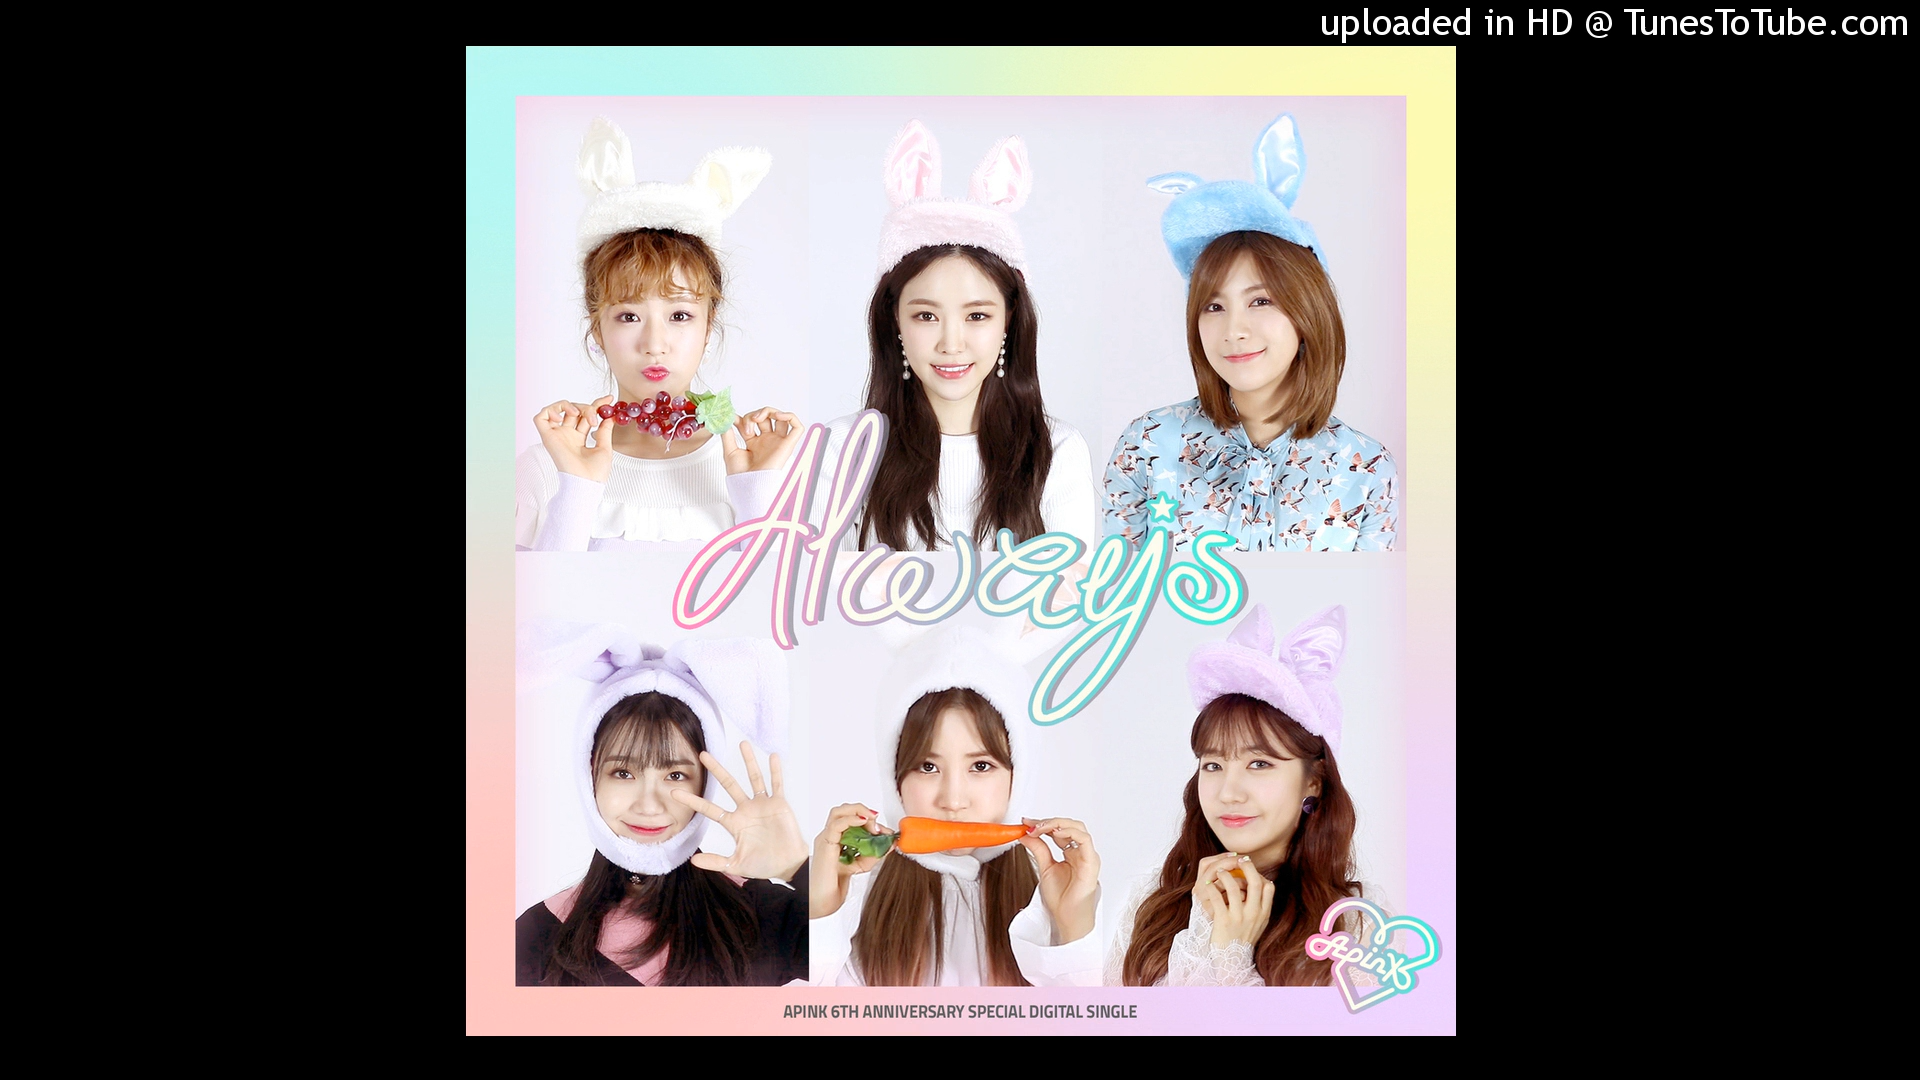 uploaded in HD @ TunesToTube.com
Always
Apink
APINK 6TH ANNIVERSARY SPECIAL DIGITAL SINGLE